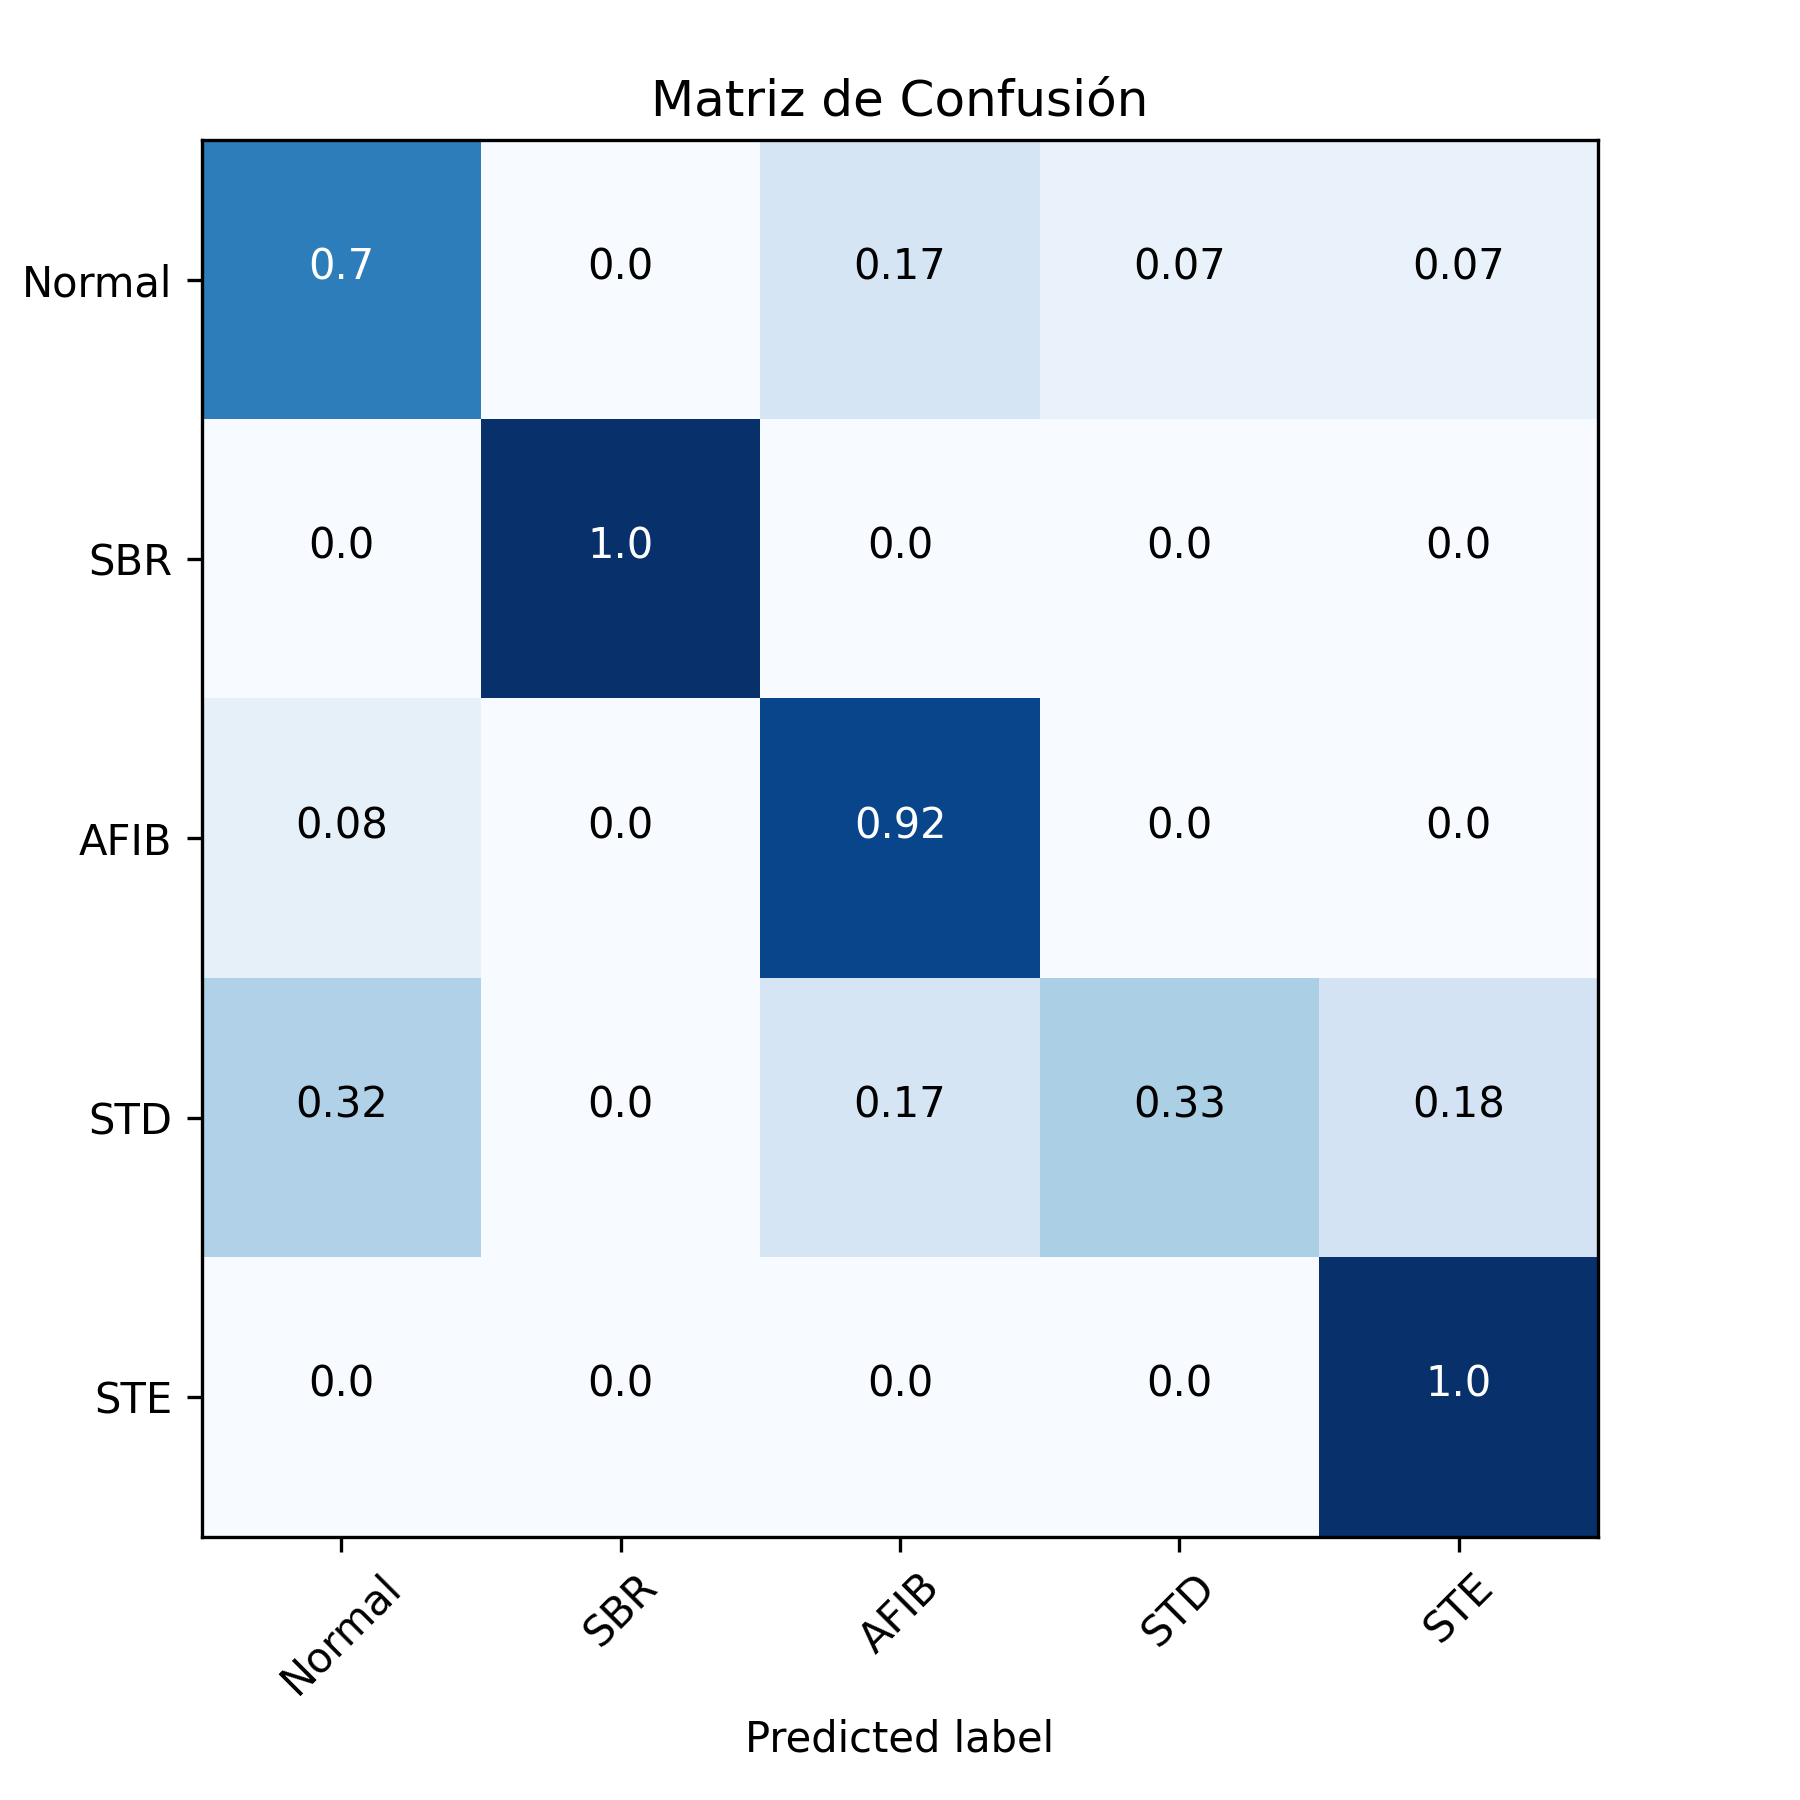 Matriz de Confusión
Normal 0.7 0.0 0.17 0.07 0.07
SBR 0.0 1.0 0.0 0.0 0.0
AFIB 0.08 0.0 0.92 0.0 0.0
STD 0.32 0.0 0.17 0.33 0.18
STE 0.0 0.0 0.0 0.0 1.0
Normal SBR AFIB STD STE
Predicted label